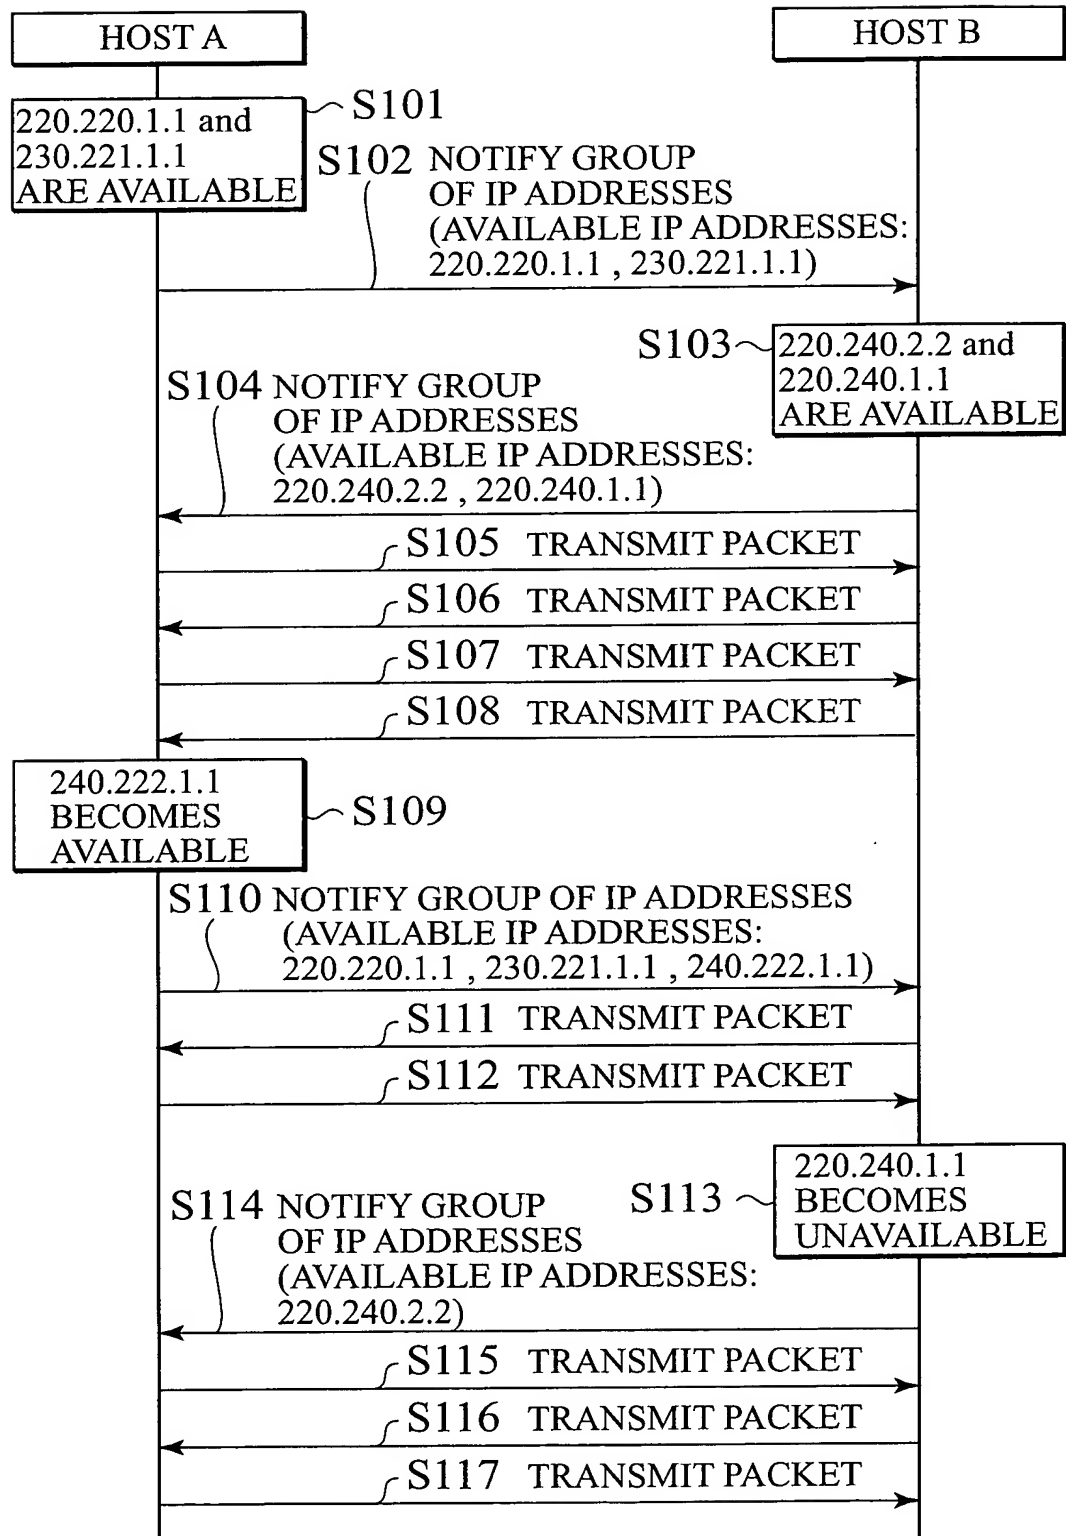 HOST A
HOST B
220.220.1.1 and
230.221.1.1
ARE AVAILABLE
S101
S102 NOTIFY GROUP
OF IP ADDRESSES
(AVAILABLE IP ADDRESSES:
220.220.1.1 , 230.221.1.1)
S103
220.240.2.2 and
220.240.1.1
ARE AVAILABLE
S104 NOTIFY GROUP
OF IP ADDRESSES
(AVAILABLE IP ADDRESSES:
220.240.2.2 , 220.240.1.1)
S105 TRANSMIT PACKET
S106 TRANSMIT PACKET
S107 TRANSMIT PACKET
S108 TRANSMIT PACKET
240.222.1.1
BECOMES
AVAILABLE
S109
S110 NOTIFY GROUP OF IP ADDRESSES
(AVAILABLE IP ADDRESSES:
220.220.1.1 , 230.221.1.1 , 240.222.1.1)
S111 TRANSMIT PACKET
S112 TRANSMIT PACKET
S113
220.240.1.1
BECOMES
UNAVAILABLE
S114 NOTIFY GROUP
OF IP ADDRESSES
(AVAILABLE IP ADDRESSES:
220.240.2.2)
S115 TRANSMIT PACKET
S116 TRANSMIT PACKET
S117 TRANSMIT PACKET